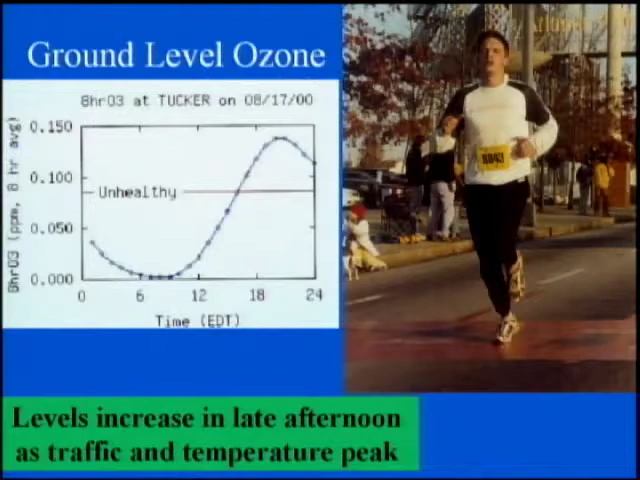 Ground Level Ozone
8hrO3 at TUCKER on 08/17/00
8hrO3 (ppm, 8 hr avg)
0.150
0.100
0.050
0.000
Unhealthy
0 6 12 18 24
Time (EDT)
Levels increase in late afternoon
as traffic and temperature peak
Atlanta